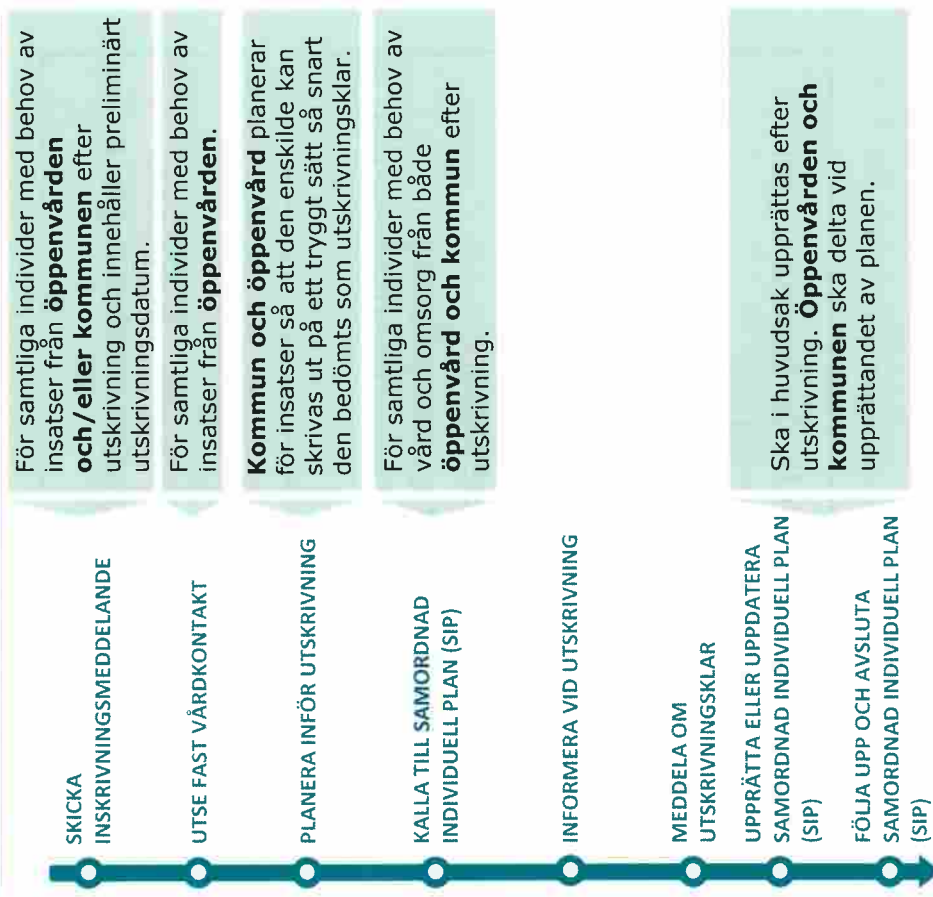 SKICKA
INSKRIVNINGSMEDDELANDE
För samtliga individer med behov av
insatser från öppenvården
och/eller kommunen efter
utskrivning och innehåller preliminärt
utskrivningsdatum.
UTSE FAST VÅRDKONTAKT
För samtliga individer med behov av
insatser från öppenvården.
PLANERA INFÖR UTSKRIVNING
Kommun och öppenvård planerar
för insatser så att den enskilde kan
skrivas ut på ett tryggt sätt så snart
den bedömts som utskrivningsklar.
KALLA TILL SAMORDNAD
INDIVIDUELL PLAN (SIP)
För samtliga individer med behov av
vård och omsorg från både
öppenvård och kommun efter
utskrivning.
INFORMERA VID UTSKRIVNING
MEDDELA OM
UTSKRIVNINGSKLAR
UPPRÄTTA ELLER UPPDATERA
SAMORDNAD INDIVIDUELL PLAN
(SIP)
Ska i huvudsak upprättas efter
utskrivning. Öppenvården och
kommunen ska delta vid
upprättandet av planen.
FÖLJA UPP OCH AVSLUTA
SAMORDNAD INDIVIDUELL PLAN
(SIP)